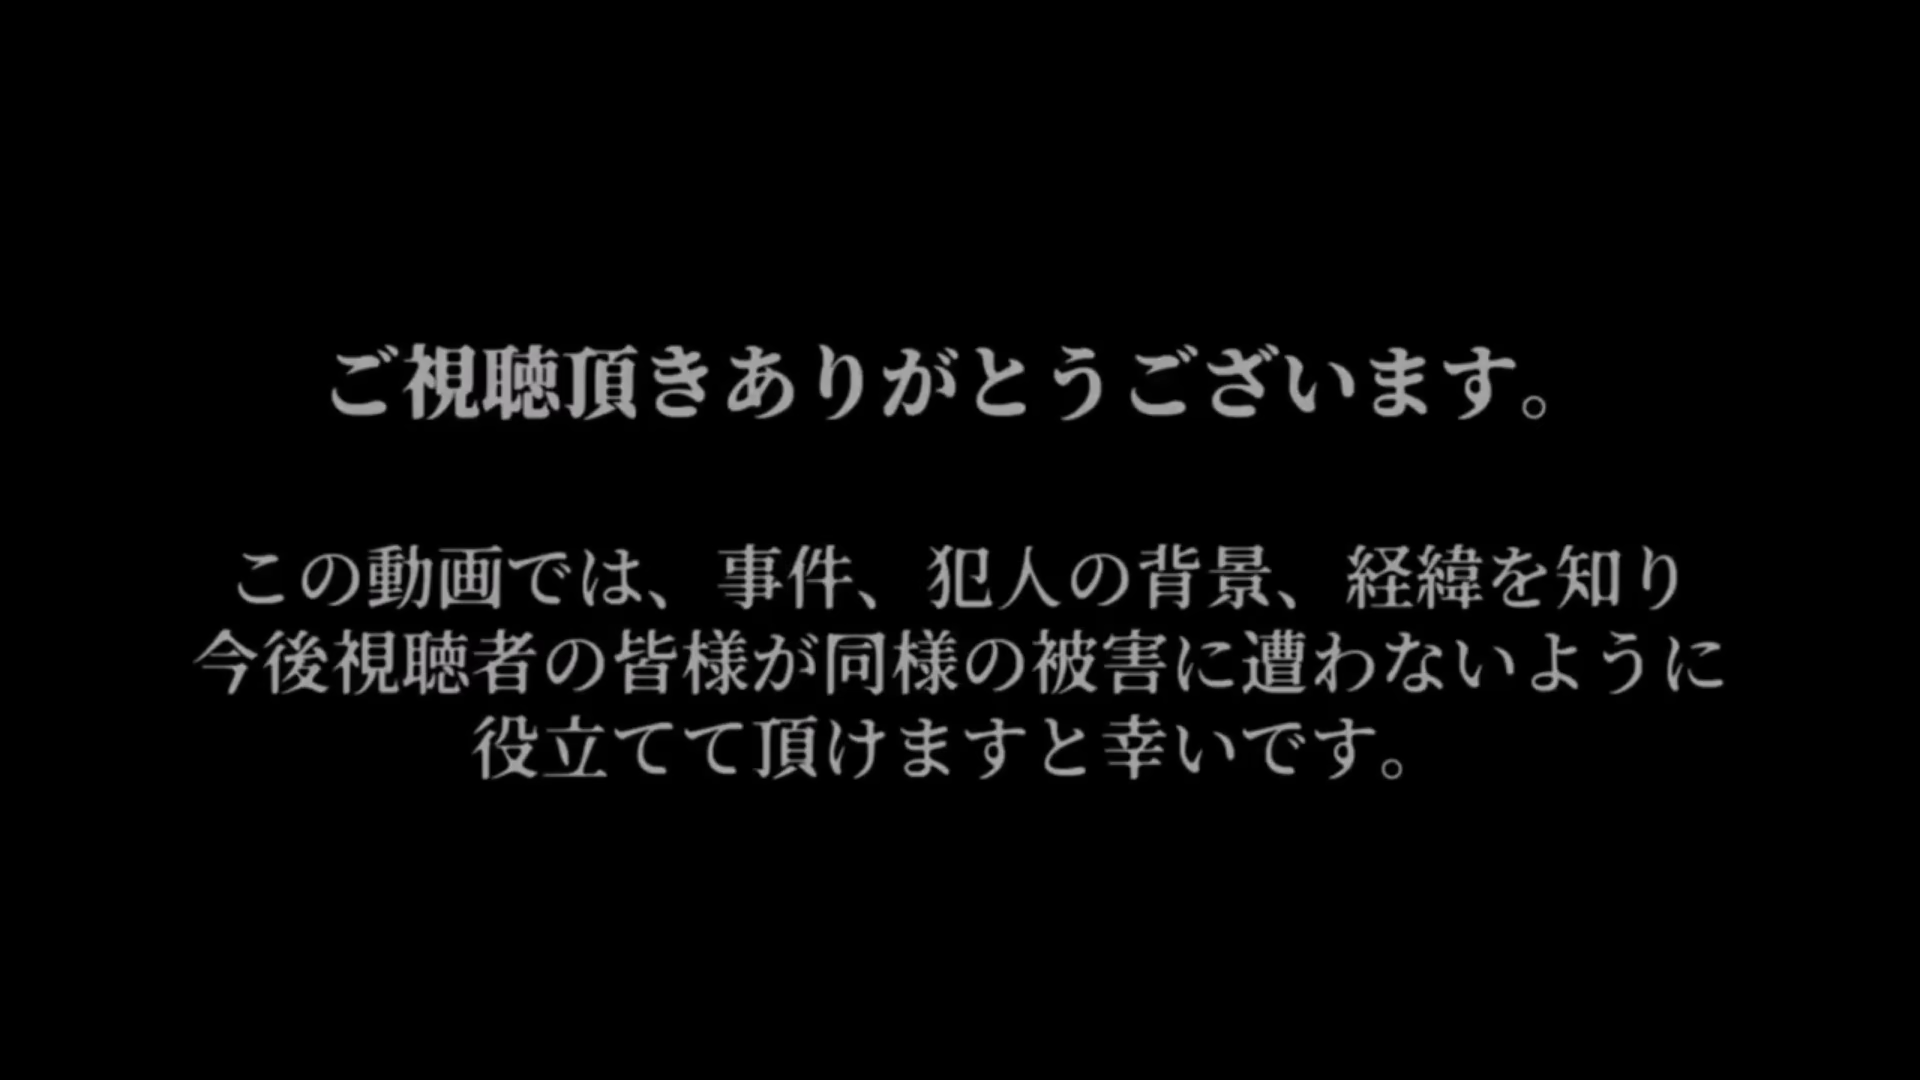 ご視聴頂きありがとうございます。
この動画では、事件、犯人の背景、経緯を知り
今後視聴者の皆様が同様の被害に遭わないように
役立てて頂けますと幸いです。